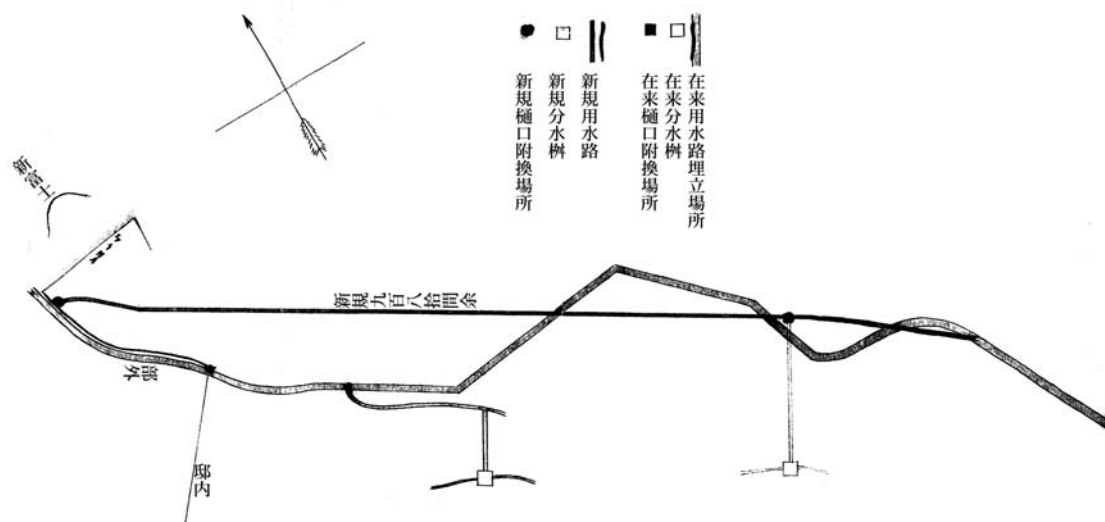 在来用水路埋立場所
在来分水桝
在来樋口附換場所
新規用水路
新規分水桝
新規樋口附換場所
新富士
新規九百八拾間余
部外
邸内